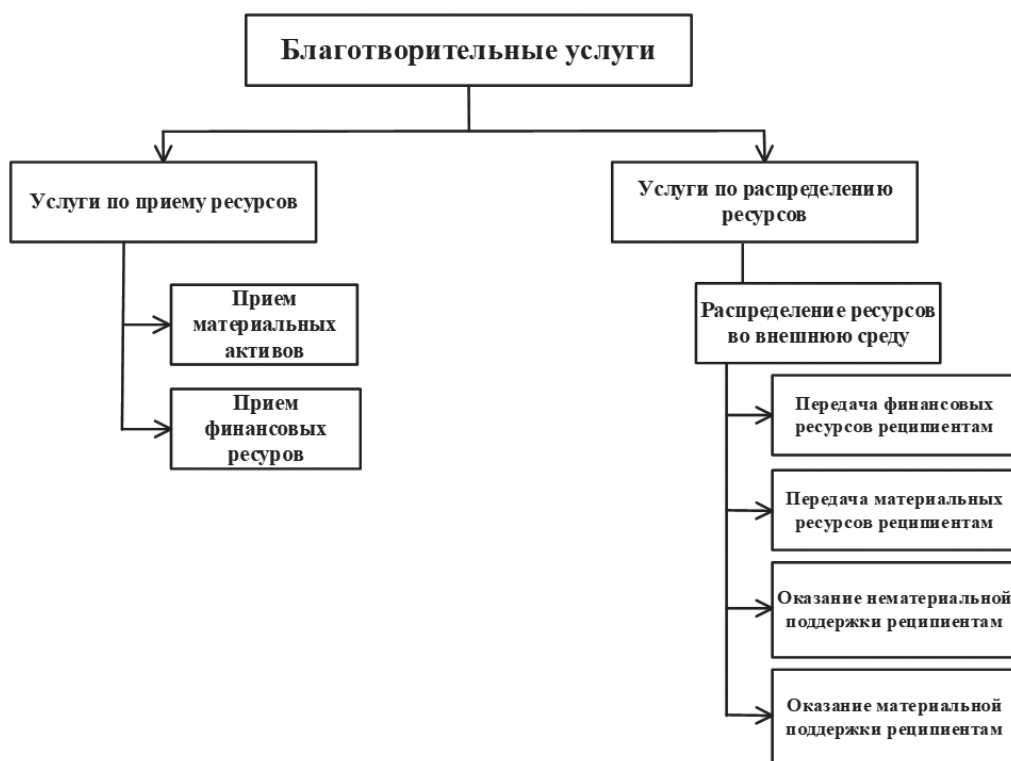 Благотворительные услуги
Услуги по приему ресурсов
Прием
материальных
активов
Прием
финансовых
ресуров
Услуги по распределению
ресурсов
Распределение ресурсов
во внешнюю среду
Передача финансовых
ресурсов реципиентам
Передача материальных
ресурсов реципиентам
Оказание нематериальной
поддержки реципиентам
Оказание материальной
поддержки реципиентам